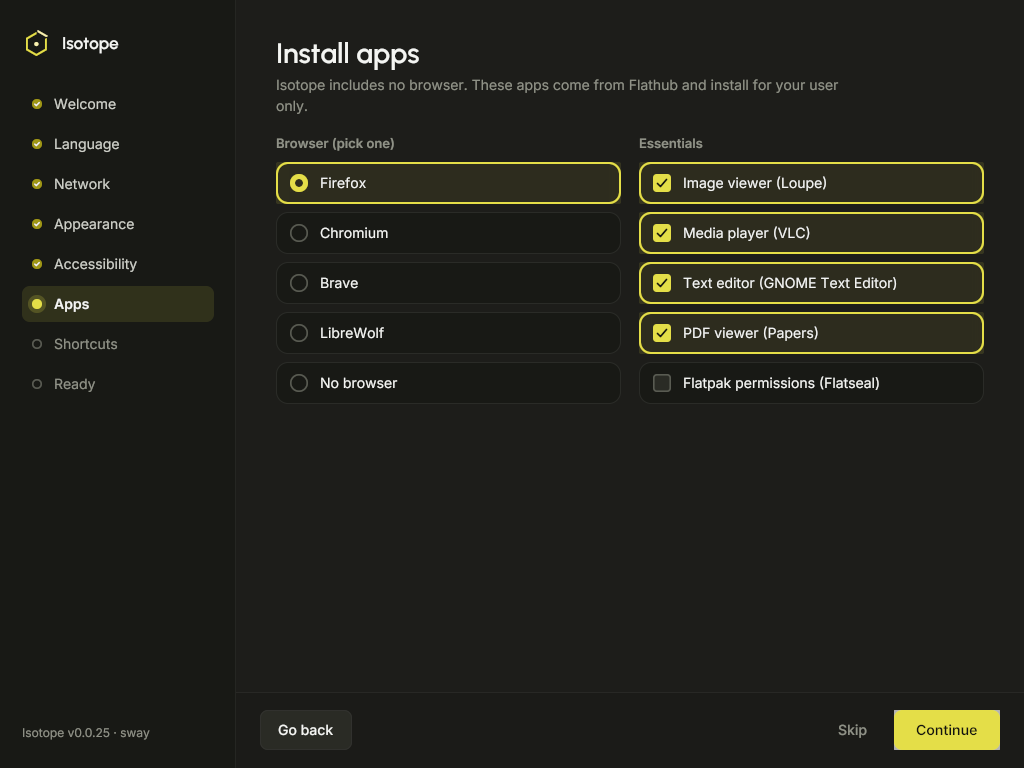 Isotope
Welcome
Language
Network
Appearance
Accessibility
Apps
Shortcuts
Ready
Isotope v0.0.25 · sway
Install apps
Isotope includes no browser. These apps come from Flathub and install for your user
only.
Browser (pick one)
Firefox
Chromium
Brave
LibreWolf
No browser
Essentials
Image viewer (Loupe)
Media player (VLC)
Text editor (GNOME Text Editor)
PDF viewer (Papers)
Flatpak permissions (Flatseal)
Go back
Skip
Continue